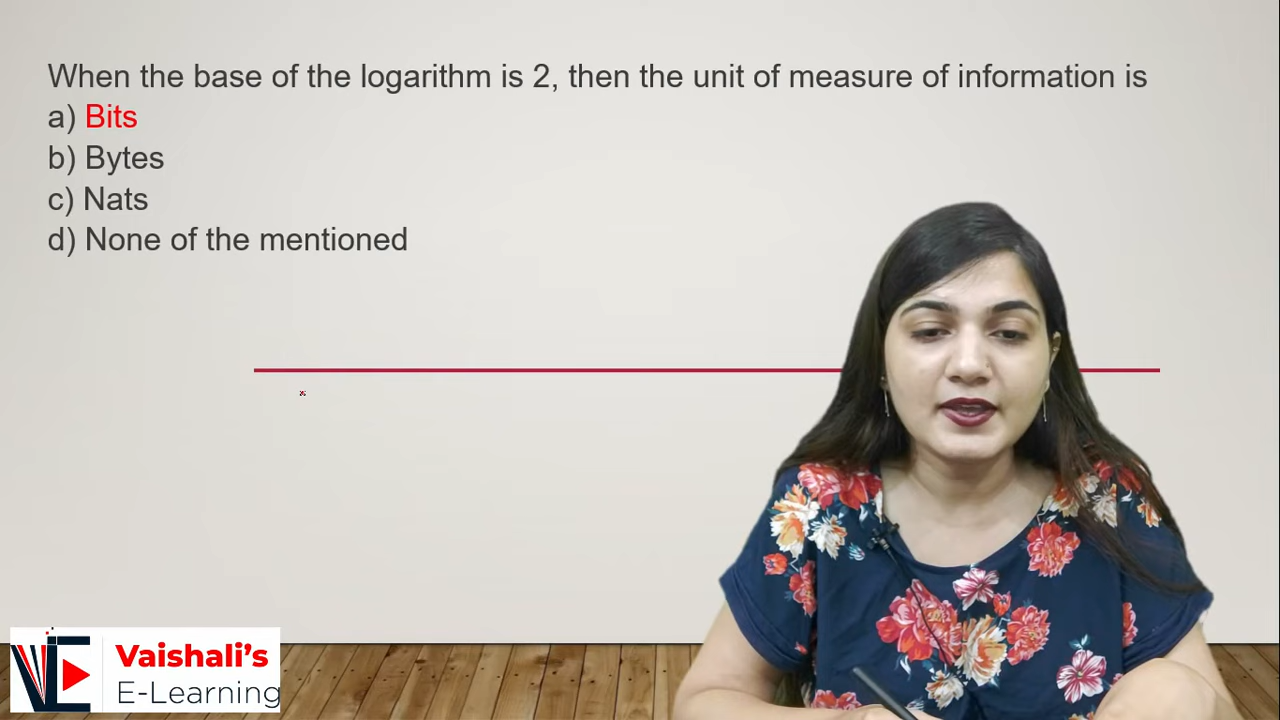 When the base of the logarithm is 2, then the unit of measure of information is
a) Bits
b) Bytes
c) Nats
d) None of the mentioned
Vaishali's
E-Learning